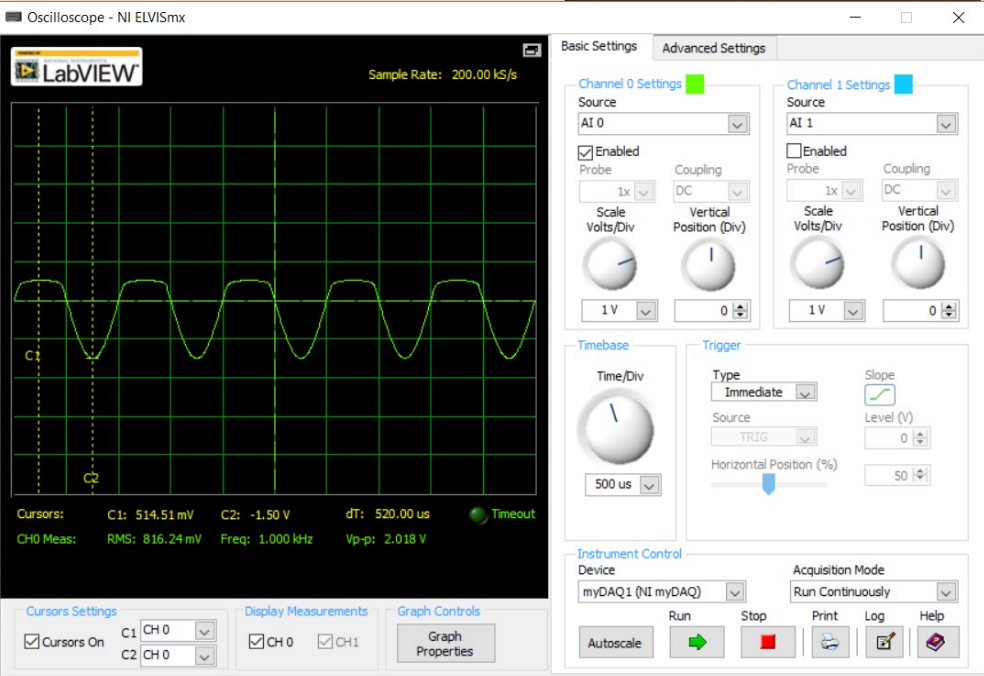 Oscilloscope - NI ELVISmx
POWERED BY
NATIONAL INSTRUMENTS
LabVIEW™
Sample Rate: 200.00 kS/s
C1
C2
Cursors: C1: 514.51 mV C2: -1.50 V dT: 520.00 us Timeout
CH0 Meas: RMS: 816.24 mV Freq: 1.000 kHz Vp-p: 2.018 V
Cursors Settings
Cursors On
C1 CH 0
C2 CH 0
Display Measurements
CH 0 CH1
Graph Controls
Graph
Properties
Basic Settings Advanced Settings
Channel 0 Settings
Source
AI 0
Enabled
Probe Coupling
1x DC
Scale Vertical
Volts/Div Position (Div)
1 V 0
Channel 1 Settings
Source
AI 1
Enabled
Probe Coupling
1x DC
Scale Vertical
Volts/Div Position (Div)
1 V 0
Timebase
Time/Div
500 us
Trigger
Type Slope
Immediate
Source Level (V)
TRIG 0
Horizontal Position (%)
50
Instrument Control
Device Acquisition Mode
myDAQ1 (NI myDAQ) Run Continuously
Run Stop Print Log Help
Autoscale